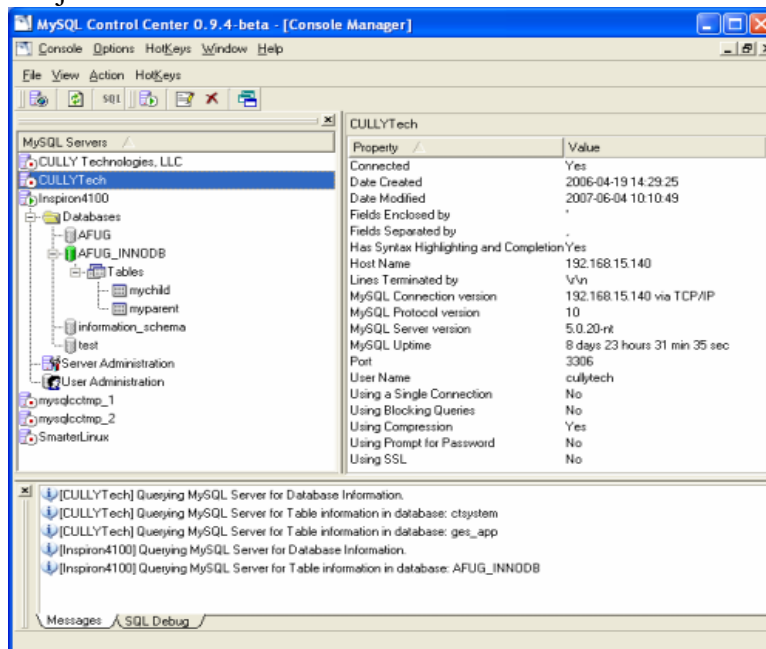 MySQL Control Center 0.9.4-beta - [Console Manager]
Console Options HotKeys Window Help
File View Action HotKeys
SQL
MySQL Servers
CULLY Technologies, LLC
CULLYTech
Inspiron4100
Databases
AFUG
AFUG_INNODB
Tables
mychild
myparent
information_schema
test
Server Administration
User Administration
mysqlcctmp_1
mysqlcctmp_2
SmarterLinux
CULLYTech
Property Value
Connected Yes
Date Created 2006-04-19 14:29:25
Date Modified 2007-06-04 10:10:49
Fields Enclosed by '
Fields Separated by ,
Has Syntax Highlighting and Completion Yes
Host Name 192.168.15.140
Lines Terminated by \r\n
MySQL Connection version 192.168.15.140 via TCP/IP
MySQL Protocol version 10
MySQL Server version 5.0.20-nt
MySQL Uptime 8 days 23 hours 31 min 35 sec
Port 3306
User Name cullytech
Using a Single Connection No
Using Blocking Queries No
Using Compression Yes
Using Prompt for Password No
Using SSL No
[CULLYTech] Querying MySQL Server for Database Information.
[CULLYTech] Querying MySQL Server for Table information in database: ctsystem
[CULLYTech] Querying MySQL Server for Table information in database: ges_app
[Inspiron4100] Querying MySQL Server for Database Information.
[Inspiron4100] Querying MySQL Server for Table information in database: AFUG_INNODB
Messages SQL Debug